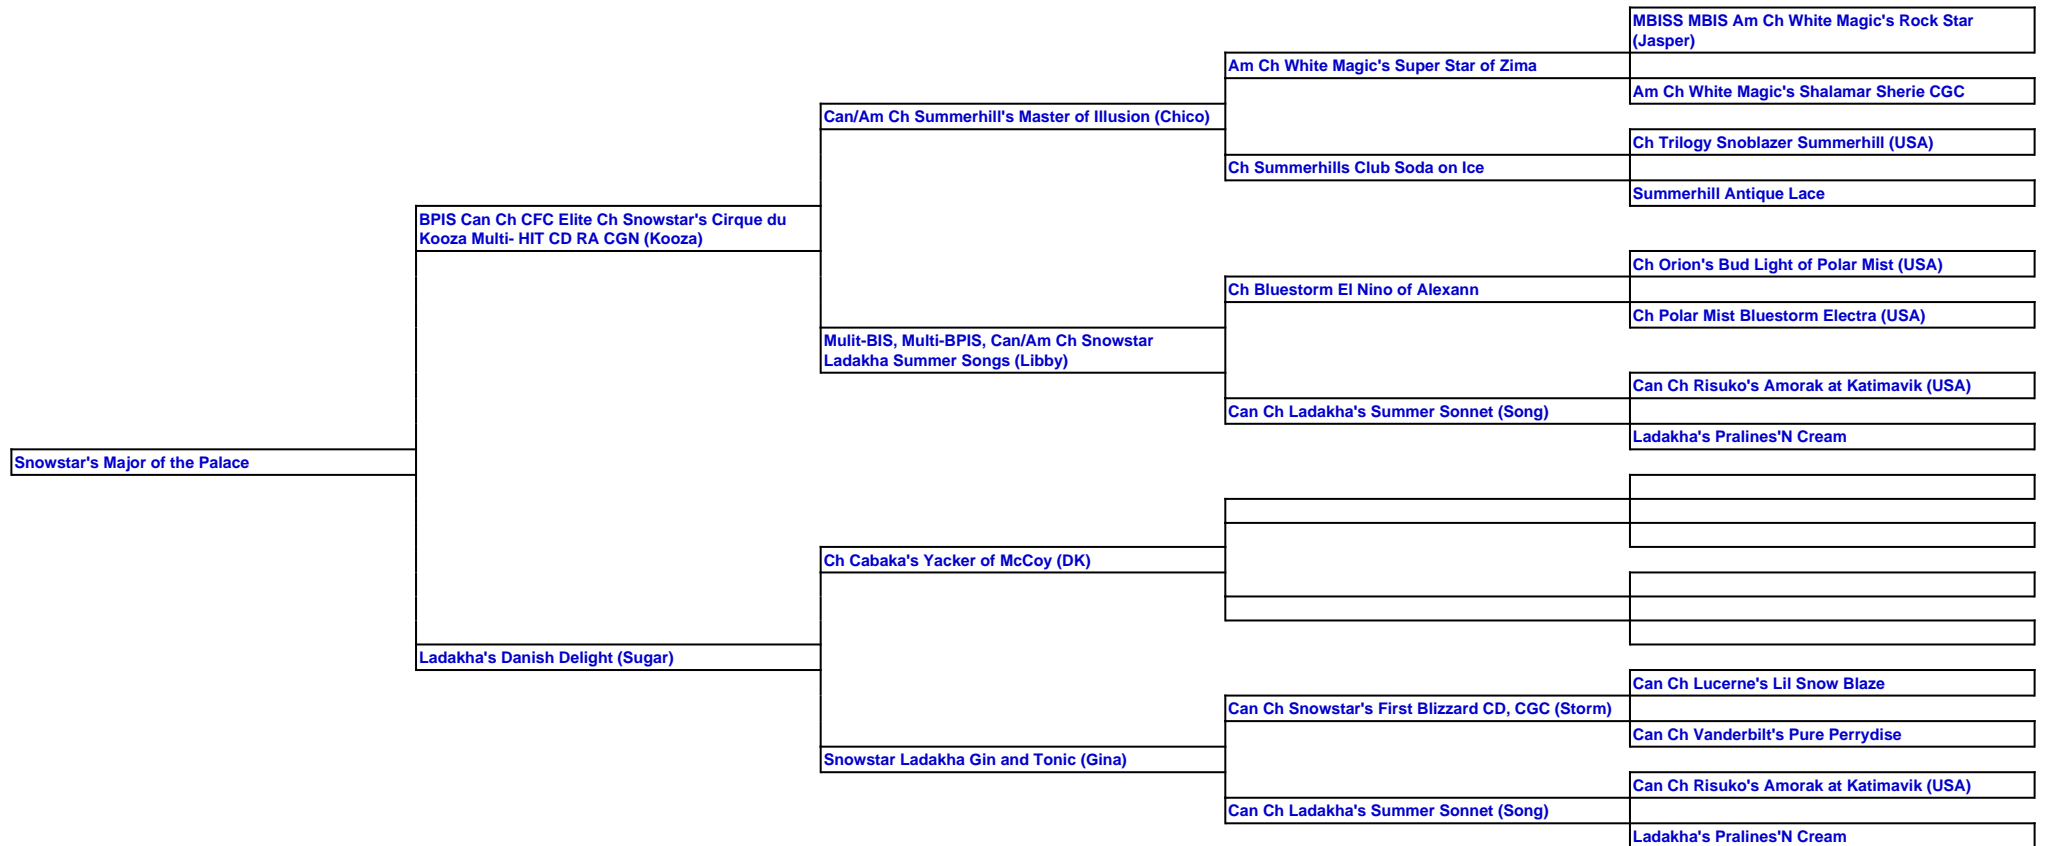 MBISS MBIS Am Ch White Magic's Rock Star
(Jasper)
Am Ch White Magic's Super Star of Zima
Am Ch White Magic's Shalamar Sherie CGC
Can/Am Ch Summerhill's Master of Illusion (Chico)
Ch Trilogy Snoblazer Summerhill (USA)
Ch Summerhills Club Soda on Ice
Summerhill Antique Lace
BPIS Can Ch CFC Elite Ch Snowstar's Cirque du
Kooza Multi- HIT CD RA CGN (Kooza)
Ch Orion's Bud Light of Polar Mist (USA)
Ch Bluestorm El Nino of Alexann
Ch Polar Mist Bluestorm Electra (USA)
Mulit-BIS, Multi-BPIS, Can/Am Ch Snowstar
Ladakha Summer Songs (Libby)
Can Ch Risuko's Amorak at Katimavik (USA)
Can Ch Ladakha's Summer Sonnet (Song)
Ladakha's Pralines'N Cream
Snowstar's Major of the Palace
Ch Cabaka's Yacker of McCoy (DK)
Ladakha's Danish Delight (Sugar)
Can Ch Lucerne's Lil Snow Blaze
Can Ch Snowstar's First Blizzard CD, CGC (Storm)
Can Ch Vanderbilt's Pure Perrydise
Snowstar Ladakha Gin and Tonic (Gina)
Can Ch Risuko's Amorak at Katimavik (USA)
Can Ch Ladakha's Summer Sonnet (Song)
Ladakha's Pralines'N Cream